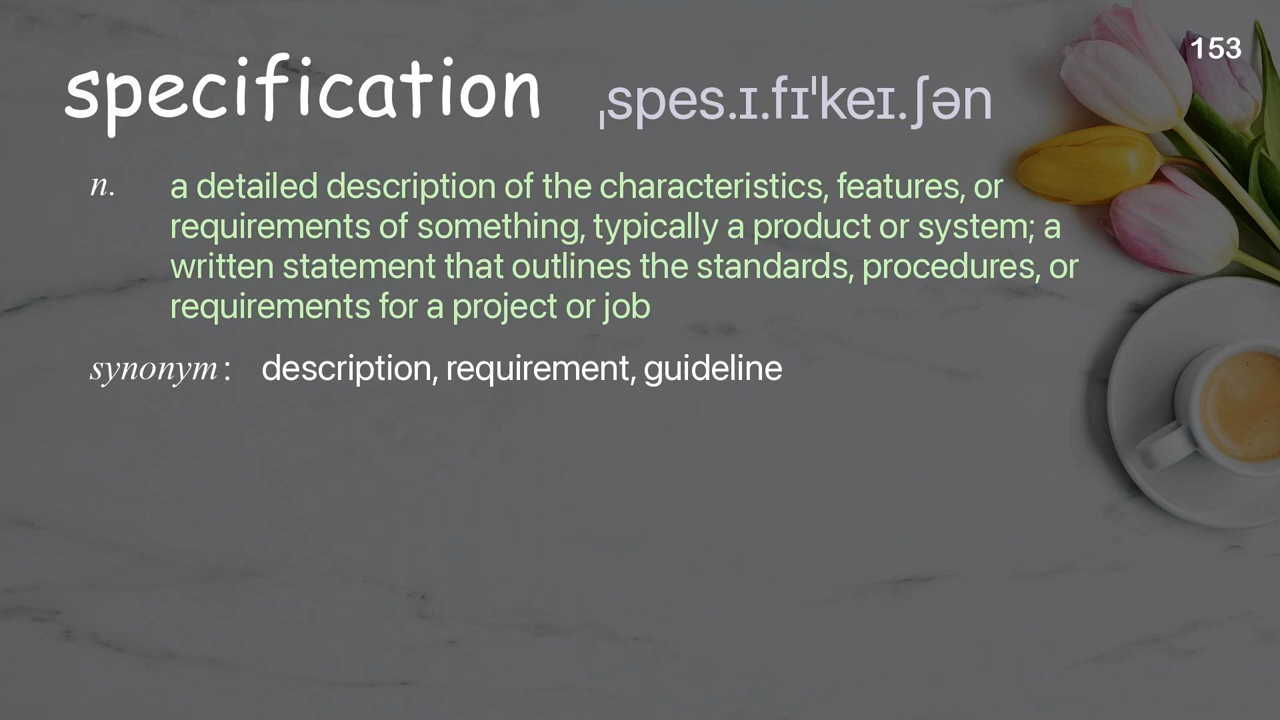 153
specification ˌspes.ɪ.fɪˈkeɪ.ʃən
n. a detailed description of the characteristics, features, or
requirements of something, typically a product or system; a
written statement that outlines the standards, procedures, or
requirements for a project or job
synonym: description, requirement, guideline